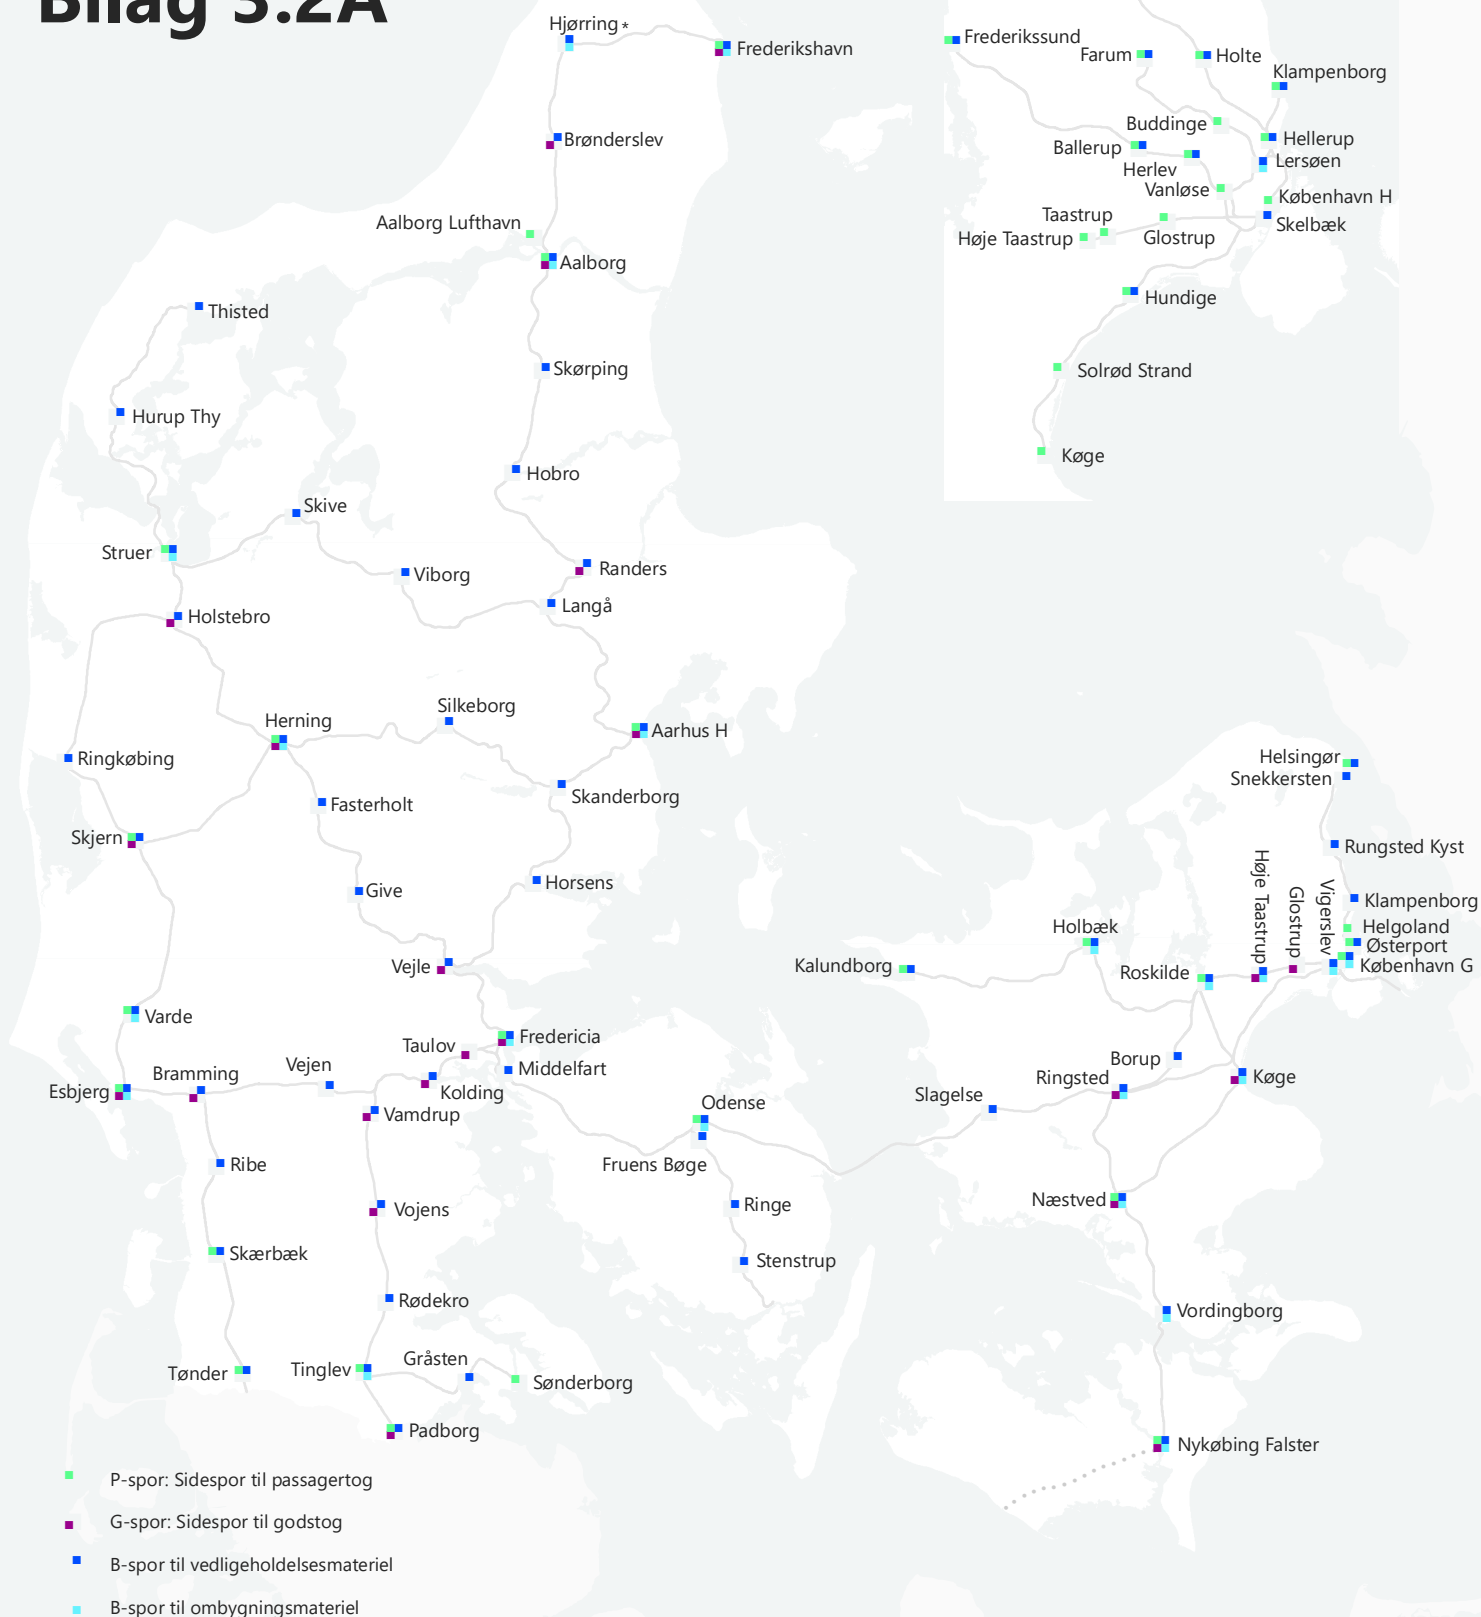 Bilag 3.2A
Hjørring *
Frederikshavn
Brønderslev
Aalborg Lufthavn
Aalborg
Thisted
Skørping
Hurup Thy
Hobro
Skive
Struer
Viborg
Randers
Langå
Holstebro
Silkeborg
Herning
Aarhus H
Ringkøbing
Skanderborg
Fasterholt
Skjern
Horsens
Give
Vejle
Varde
Fredericia
Taulov
Middelfart
Vejen
Bramming
Esbjerg
Kolding
Vamdrup
Odense
Fruens Bøge
Ribe
Vojens
Ringe
Skærbæk
Stenstrup
Rødekro
Gråsten
Tønder
Tinglev
Sønderborg
Padborg
Frederikssund
Farum
Holte
Klampenborg
Buddinge
Hellerup
Ballerup
Lersøen
Herlev
Vanløse
København H
Taastrup
Skelbæk
Høje Taastrup
Glostrup
Hundige
Solrød Strand
Køge
Helsingør
Snekkersten
Rungsted Kyst
Høje Taastrup
Glostrup
Vigerslev
Klampenborg
Helgoland
Østerport
København G
Holbæk
Kalundborg
Roskilde
Borup
Ringsted
Køge
Slagelse
Næstved
Vordingborg
Nykøbing Falster
P-spor: Sidespor til passagertog
G-spor: Sidespor til godstog
B-spor til vedligeholdelsesmateriel
B-spor til ombygningsmateriel